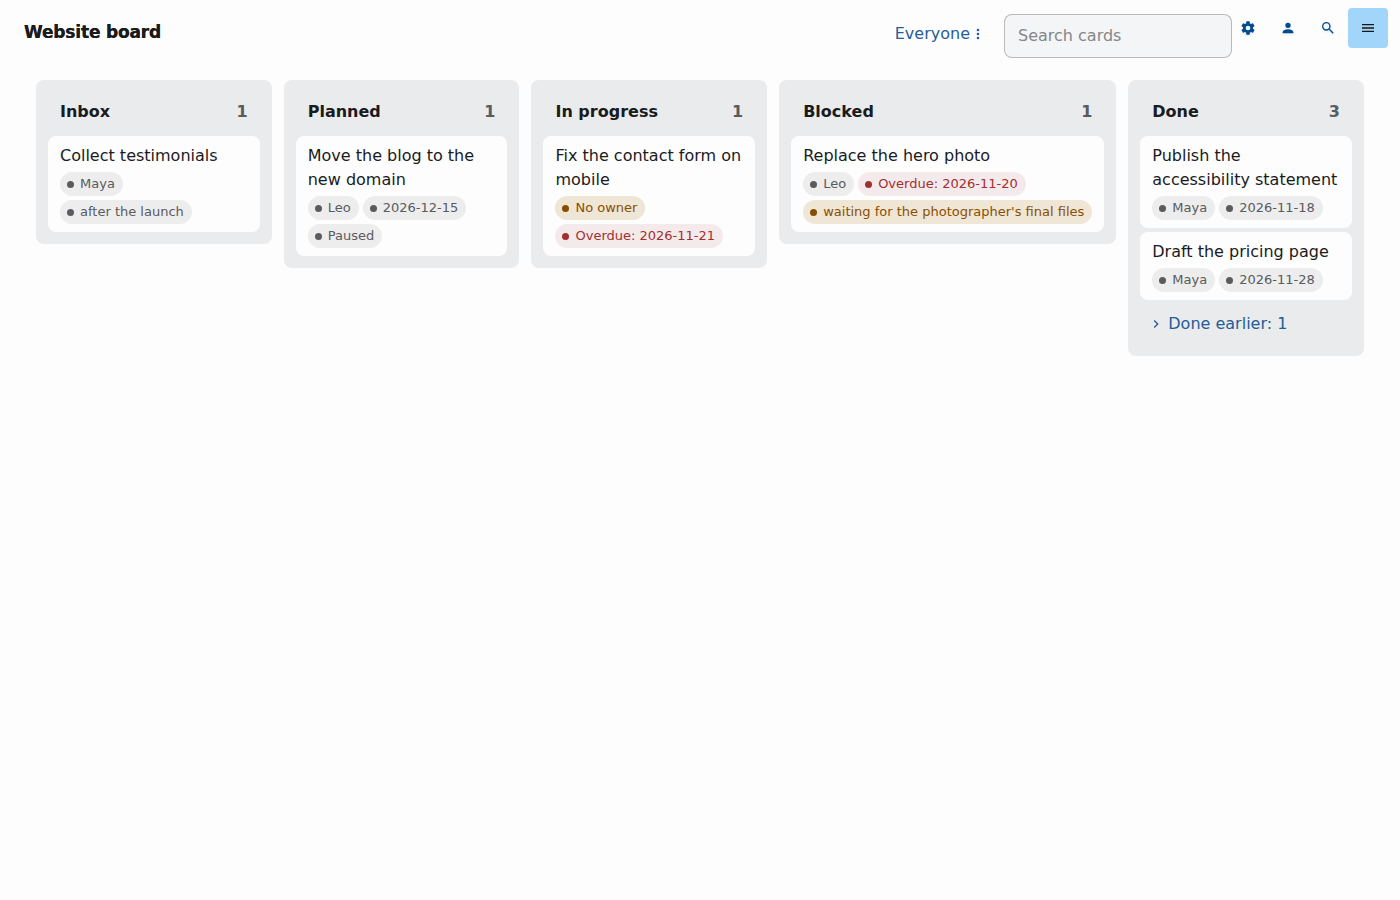 Website board
Everyone
Search cards
Inbox 1
Collect testimonials
Maya
after the launch
Planned 1
Move the blog to the
new domain
Leo 2026-12-15
Paused
In progress 1
Fix the contact form on
mobile
No owner
Overdue: 2026-11-21
Blocked 1
Replace the hero photo
Leo Overdue: 2026-11-20
waiting for the photographer's final files
Done 3
Publish the
accessibility statement
Maya 2026-11-18
Draft the pricing page
Maya 2026-11-28
Done earlier: 1